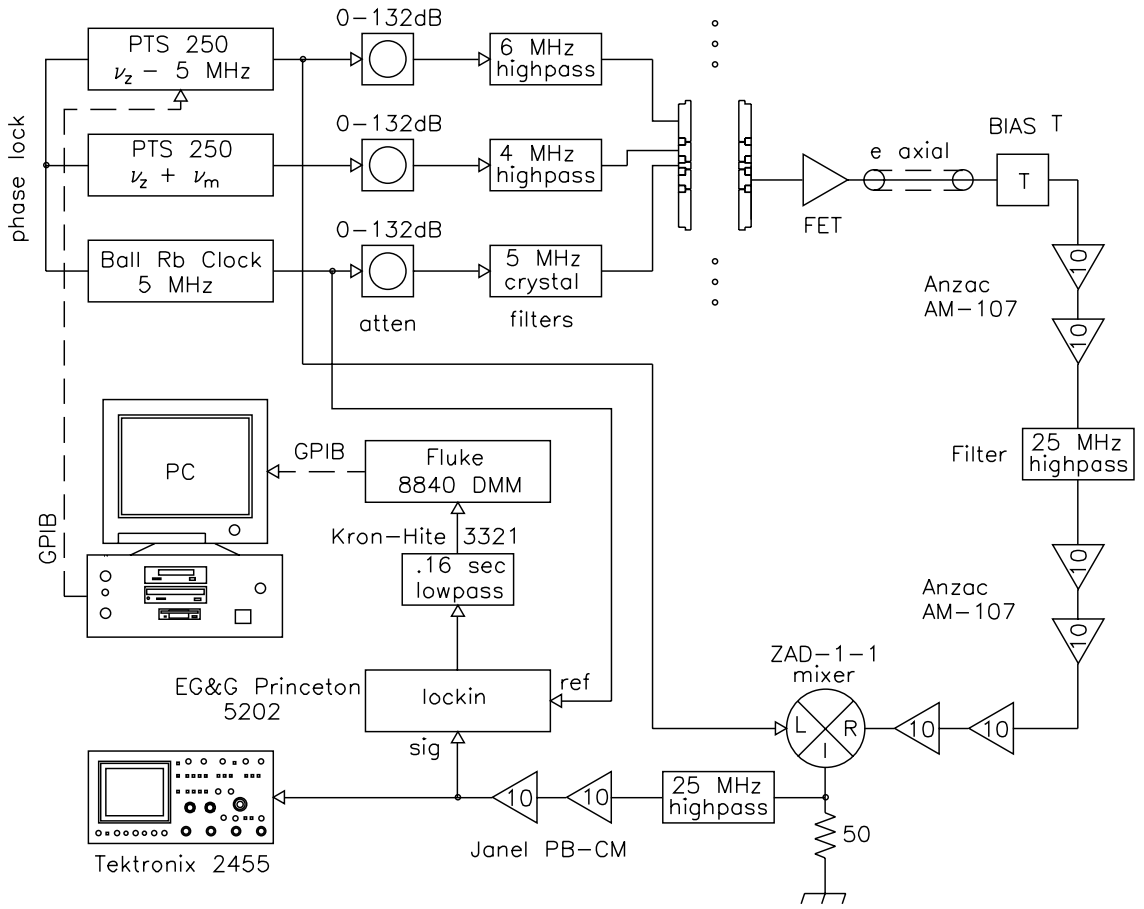 0-132dB
PTS 250
νz - 5 MHz
6 MHz
highpass
phase lock
0-132dB
PTS 250
νz + νm
4 MHz
highpass
BIAS T
e axial
T
FET
0-132dB
Ball Rb Clock
5 MHz
5 MHz
crystal
atten
filters
10
Anzac
AM-107
10
PC
GPIB
Fluke
8840 DMM
Filter
25 MHz
highpass
GPIB
Kron-Hite 3321
.16 sec
lowpass
10
Anzac
AM-107
10
ZAD-1-1
mixer
EG&G Princeton
5202
lockin
ref
sig
L
R
I
10
10
10
10
25 MHz
highpass
Janel PB-CM
50
Tektronix 2455